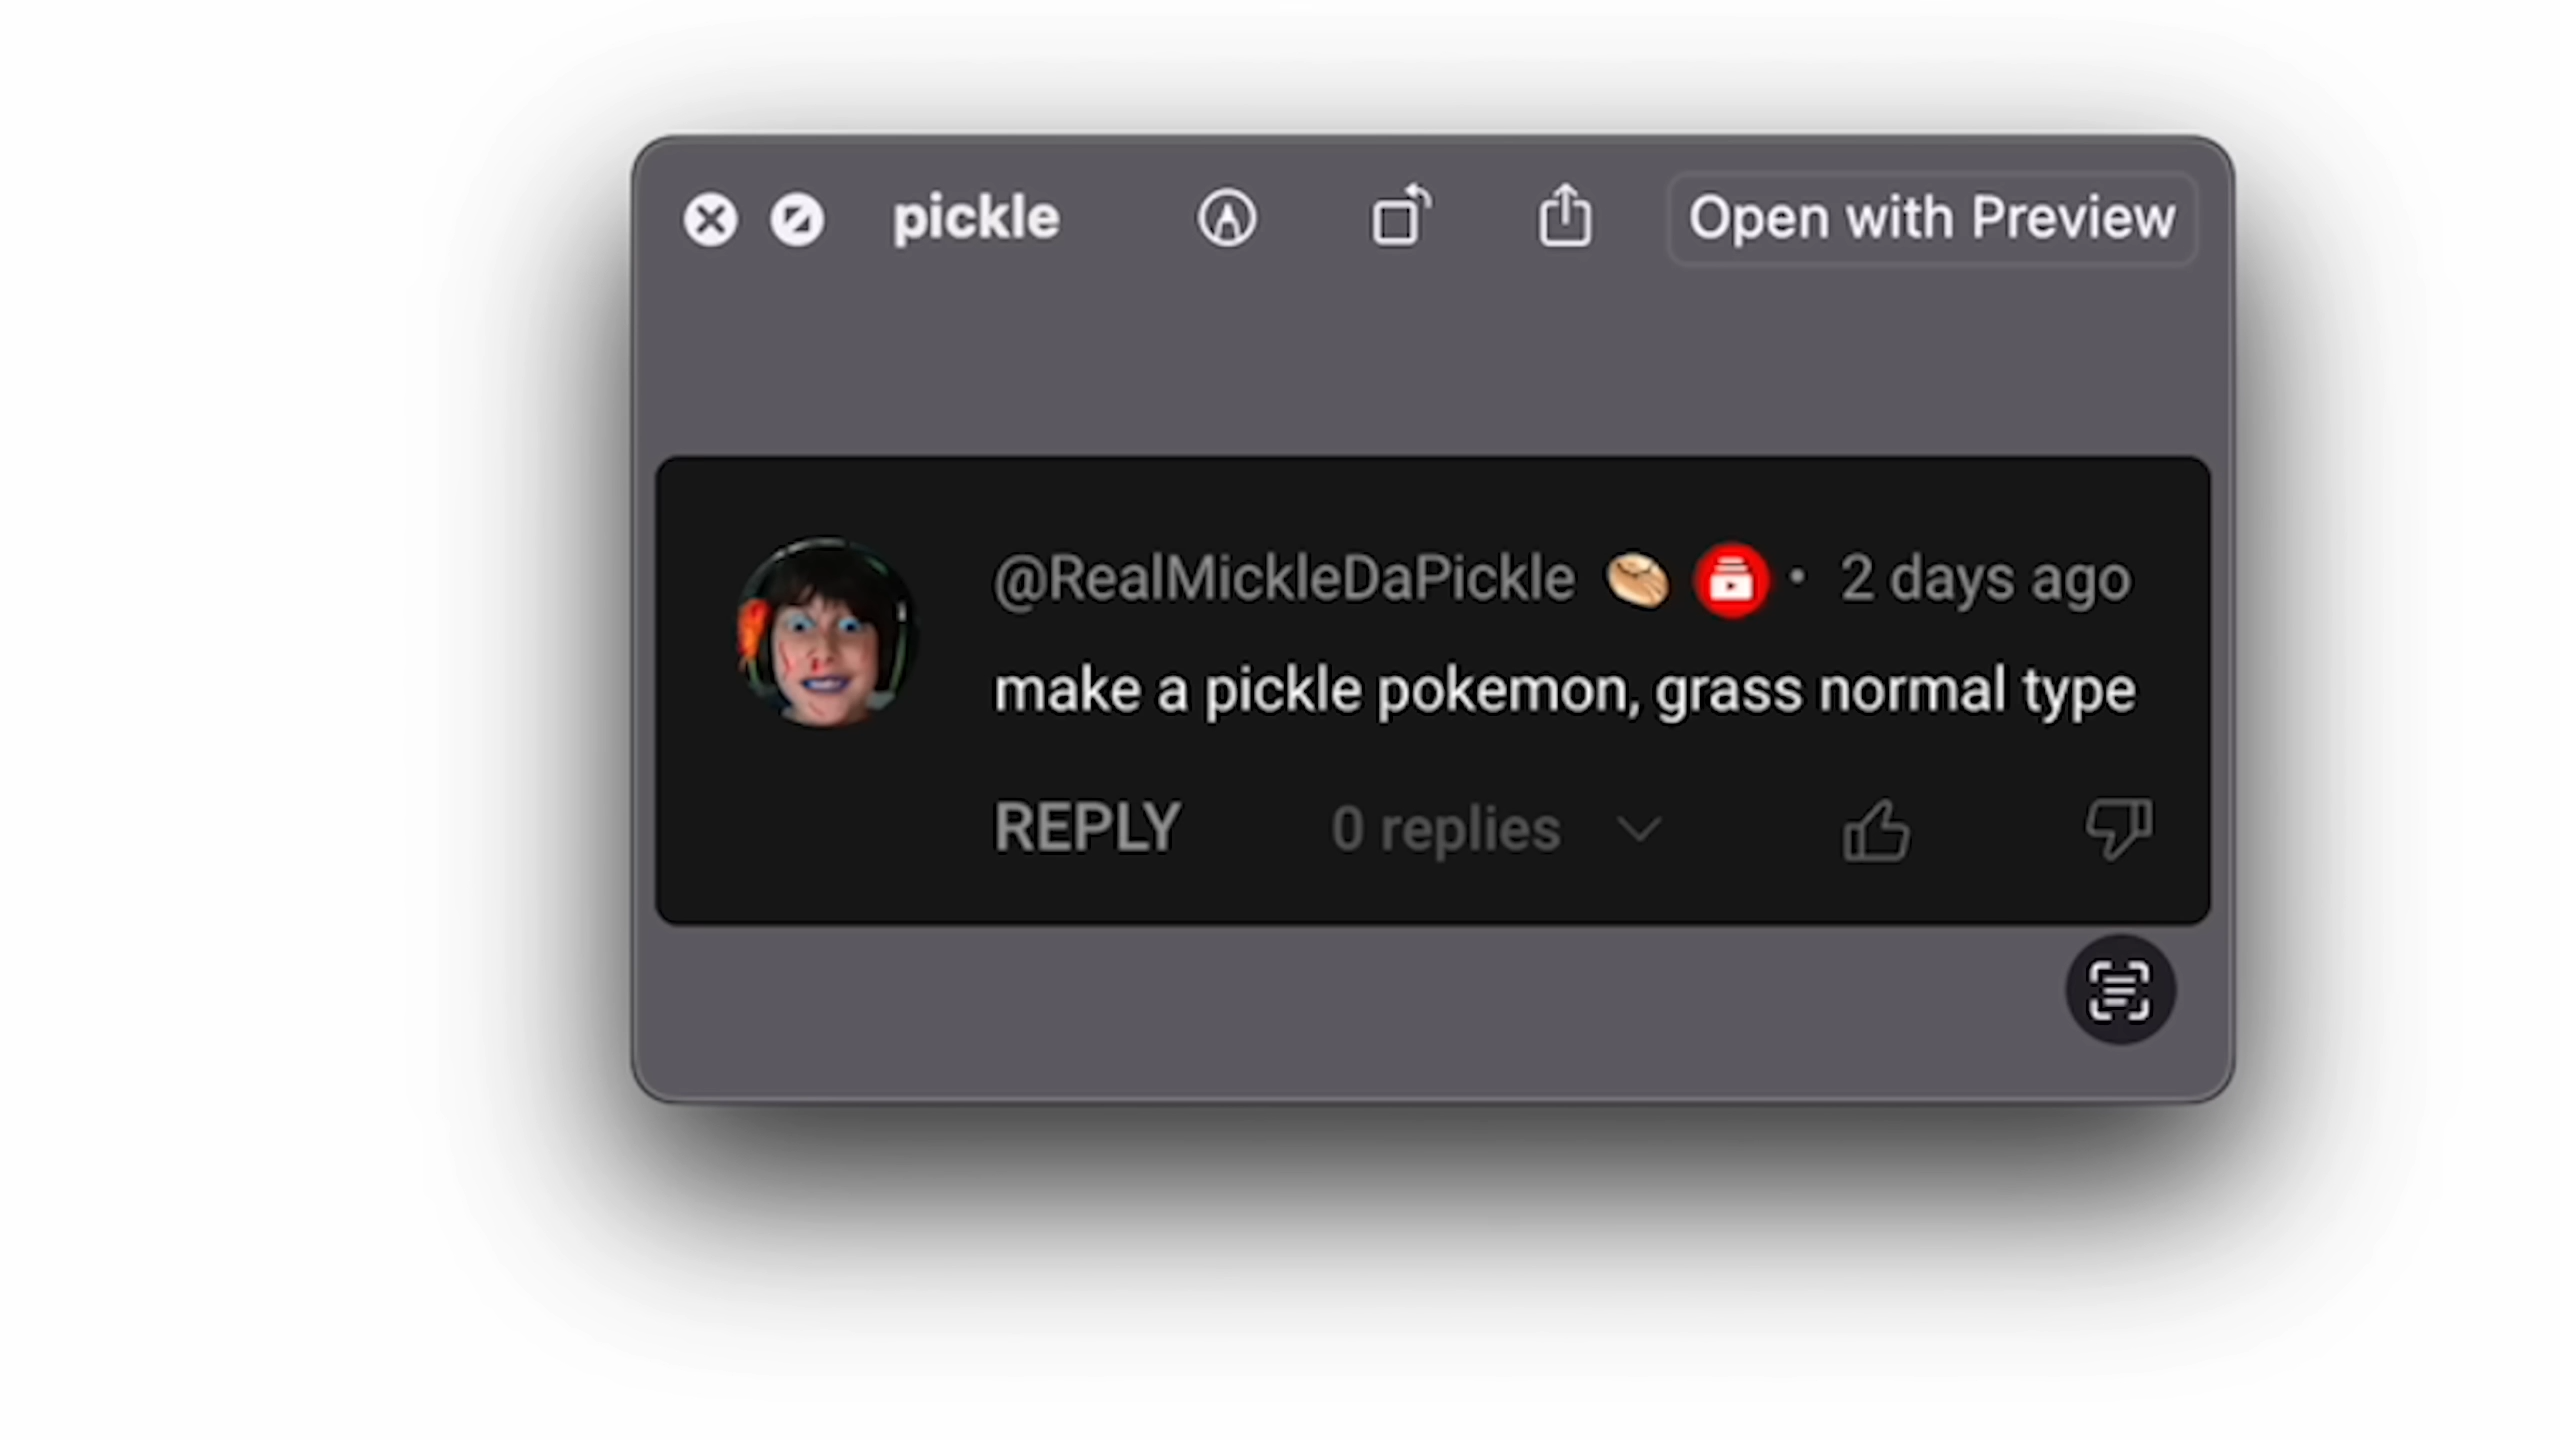 pickle
Open with Preview
@RealMickleDaPickle • 2 days ago
make a pickle pokemon, grass normal type
REPLY 0 replies